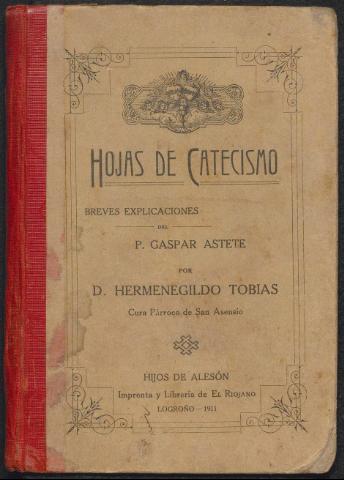 HOJAS DE CATECISMO
BREVES EXPLICACIONES
DEL
P. GASPAR ASTETE
POR
D. HERMENEGILDO TOBIAS
Cura Párroco de San Asensio
HIJOS DE ALESÓN
Imprenta y Librería de EL RIOJANO
LOGROÑO - 1911